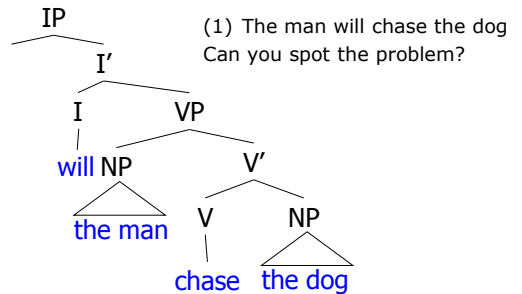 IP
(1) The man will chase the dog
Can you spot the problem?
I'
I VP
will NP V'
the man V NP
chase the dog